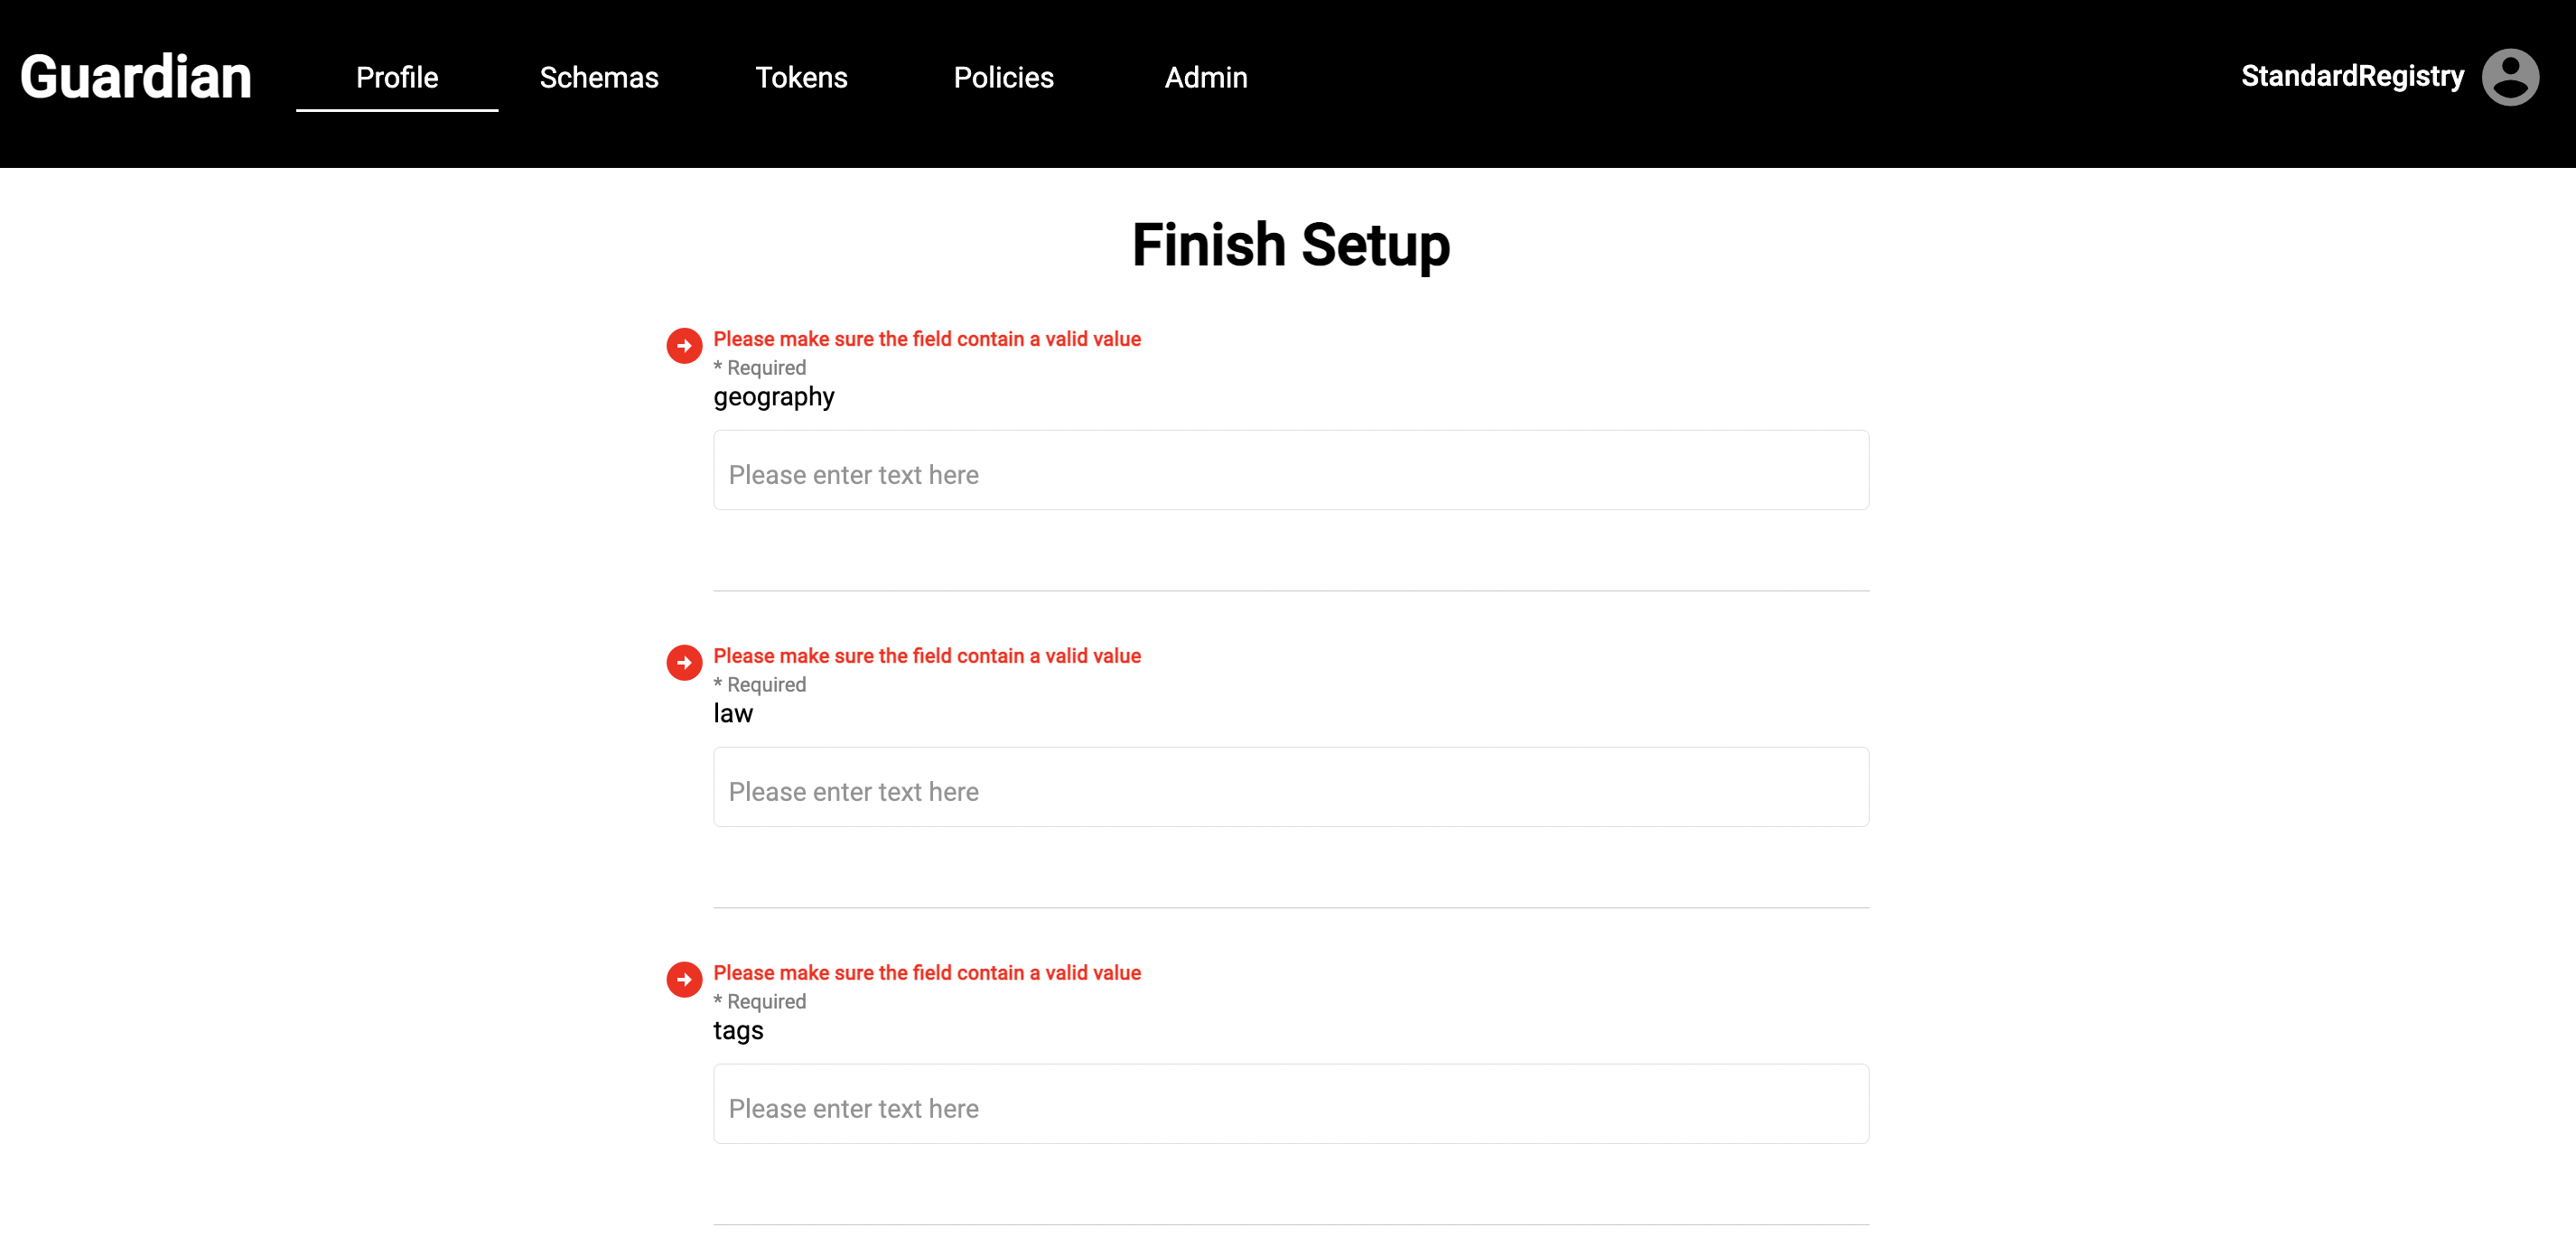 Guardian Profile Schemas Tokens Policies Admin StandardRegistry
Finish Setup
Please make sure the field contain a valid value
* Required
geography
Please enter text here
Please make sure the field contain a valid value
* Required
law
Please enter text here
Please make sure the field contain a valid value
* Required
tags
Please enter text here